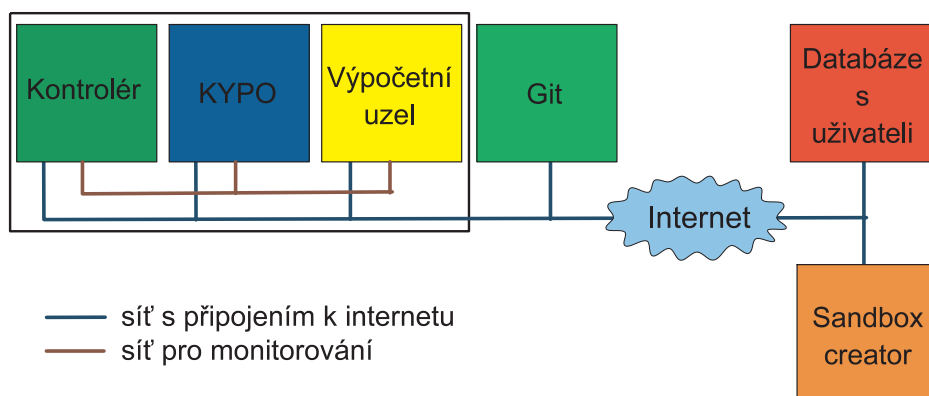 Kontrolér
KYPO
Výpočetní
uzel
Git
Databáze
s
uživateli
Internet
síť s připojením k internetu
síť pro monitorování
Sandbox
creator